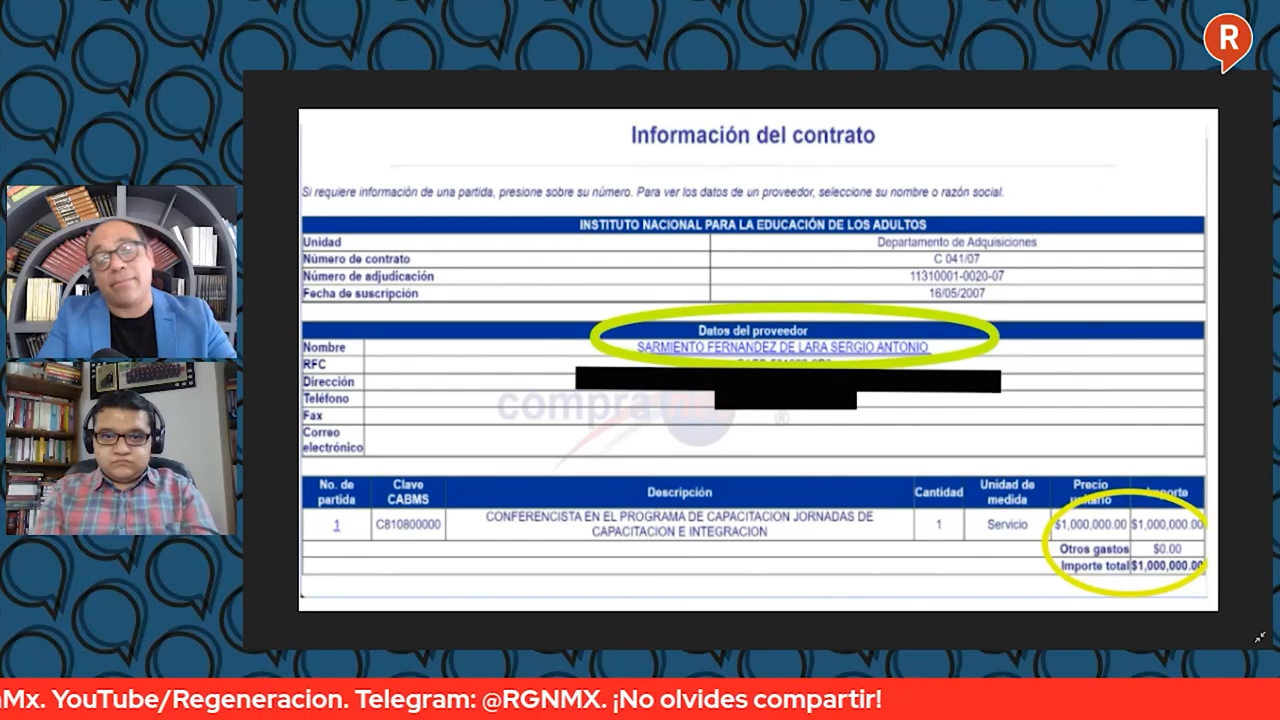 R
Información del contrato
Si requiere información de una partida, presione sobre su número. Para ver los datos de un proveedor, seleccione su nombre o razón social.
INSTITUTO NACIONAL PARA LA EDUCACIÓN DE LOS ADULTOS
Unidad Departamento de Adquisiciones
Número de contrato C 041/07
Número de adjudicación 11310001-0020-07
Fecha de suscripción 16/05/2007
Datos del proveedor
Nombre SARMIENTO FERNANDEZ DE LARA SERGIO ANTONIO
RFC
Dirección
Teléfono
Fax
Correo
electrónico
compra
®
No. de partida Clave CABMS Descripción Cantidad Unidad de medida Precio unitario Importe
1 C810800000 CONFERENCISTA EN EL PROGRAMA DE CAPACITACION JORNADAS DE
CAPACITACION E INTEGRACION 1 Servicio $1,000,000.00 $1,000,000.00
Otros gastos $0.00
Importe total $1,000,000.00
Mx. YouTube/Regeneracion. Telegram: @RGNMX. ¡No olvides compartir!